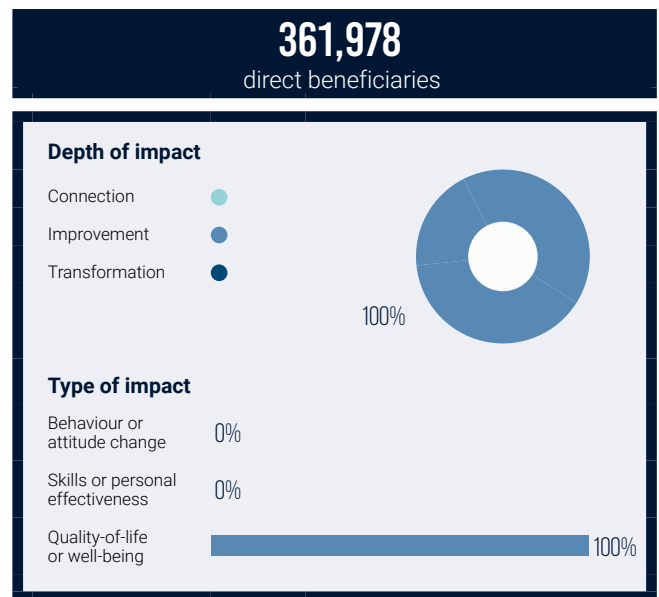 361,978
direct beneficiaries
Depth of impact
Connection
Improvement
Transformation
100%
Type of impact
Behaviour or
attitude change
0%
Skills or personal
effectiveness
0%
Quality-of-life
or well-being
100%